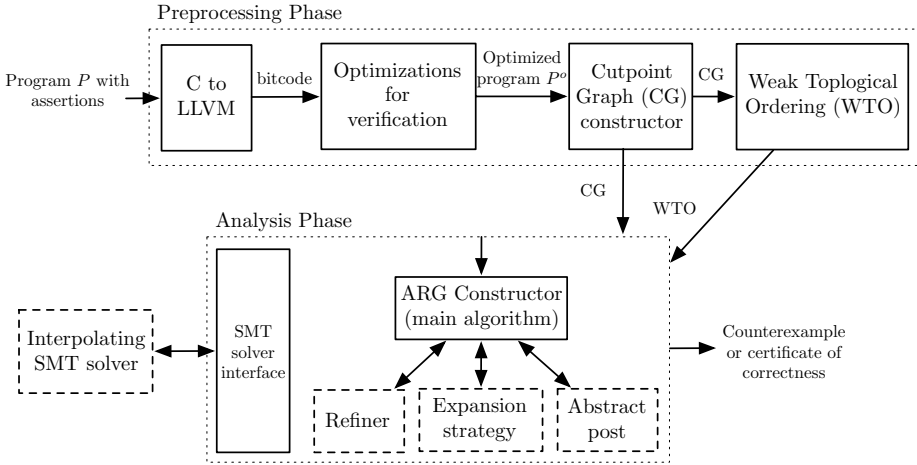 Preprocessing Phase
Program P with
assertions
C to
LLVM
bitcode
Optimizations
for
verification
Optimized
program Pᵒ
Cutpoint
Graph (CG)
constructor
CG
Weak Toplogical
Ordering (WTO)
CG
WTO
Analysis Phase
Interpolating
SMT solver
SMT
solver
interface
ARG Constructor
(main algorithm)
Refiner
Expansion
strategy
Abstract
post
Counterexample
or certificate of
correctness